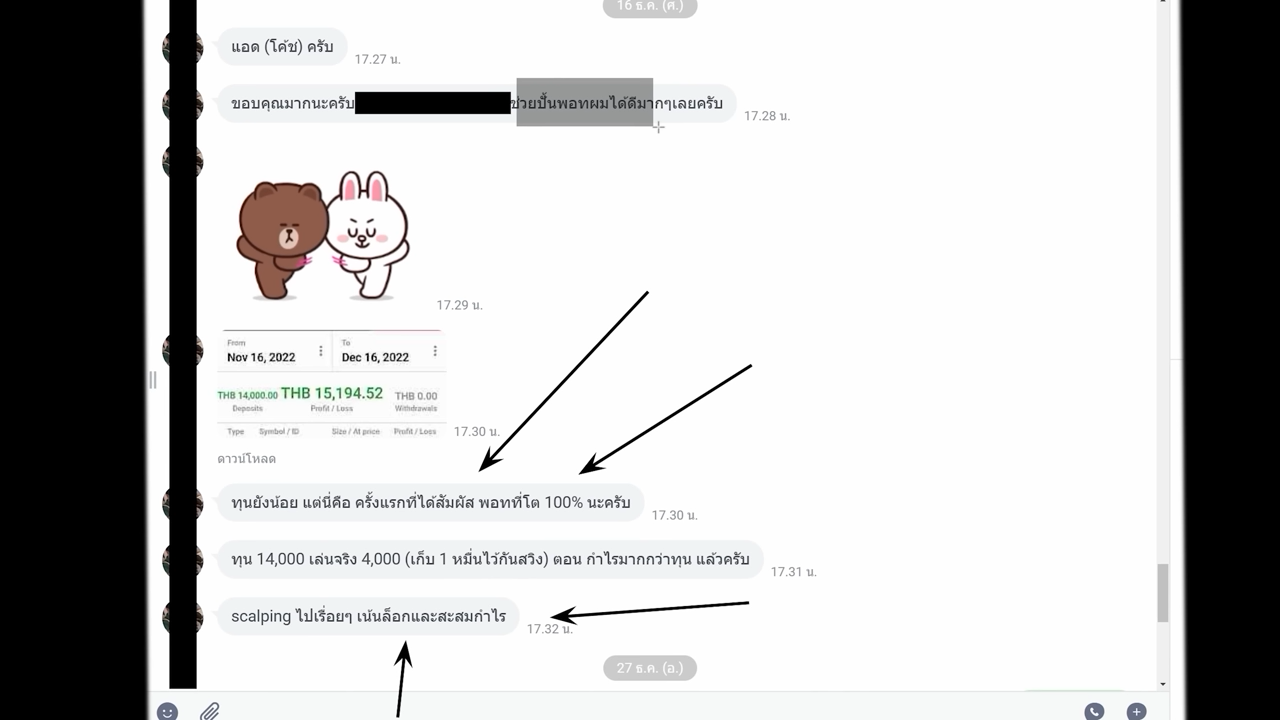 16 ธ.ค. (ศ.)
แอด (โค้ช) ครับ
17.27 น.
ขอบคุณมากนะครับ ช่วยปั้นพอทผมได้ดีมากๆเลยครับ
17.28 น.
17.29 น.
From
Nov 16, 2022
To
Dec 16, 2022
THB 14,000.00 THB 15,194.52 THB 0.00
Deposits Profit / Loss Withdrawals
Type Symbol / ID Size / At price Profit / Loss
17.30 น.
ดาวน์โหลด
ทุนยังน้อย แต่นี่คือ ครั้งแรกที่ได้สัมผัส พอทที่โต 100% นะครับ
17.30 น.
ทุน 14,000 เล่นจริง 4,000 (เก็บ 1 หมื่นไว้กันสวิง) ตอน กำไรมากกว่าทุน แล้วครับ
17.31 น.
scalping ไปเรื่อยๆ เน้นล็อกและสะสมกำไร
17.32 น.
27 ธ.ค. (อ.)